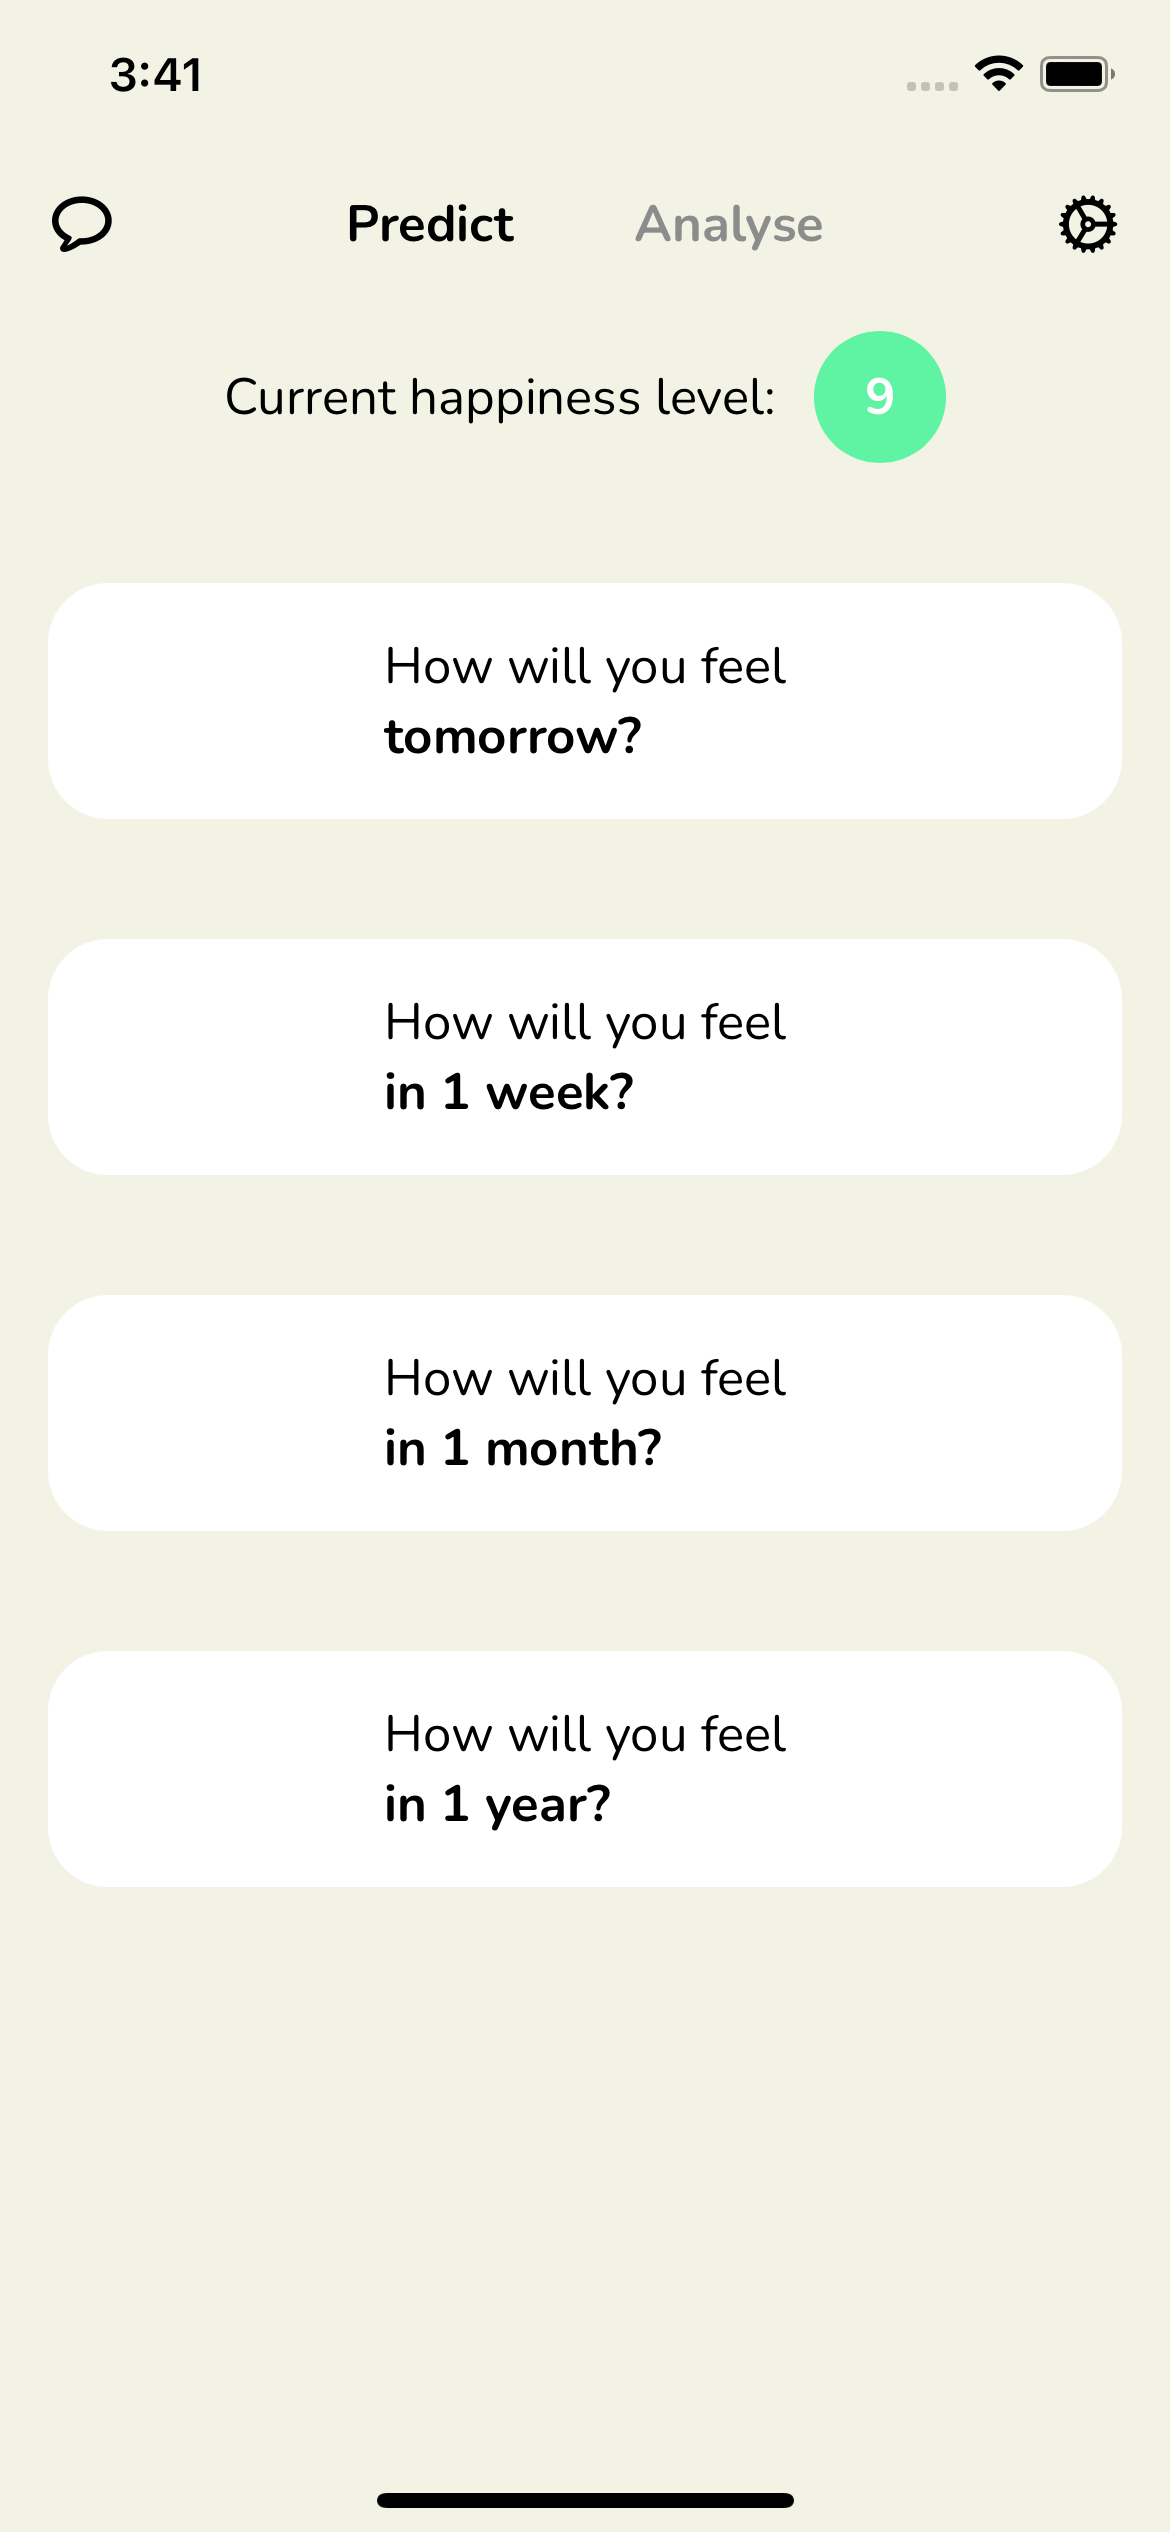 3:41
Predict Analyse
Current happiness level: 9
How will you feel
tomorrow?
How will you feel
in 1 week?
How will you feel
in 1 month?
How will you feel
in 1 year?